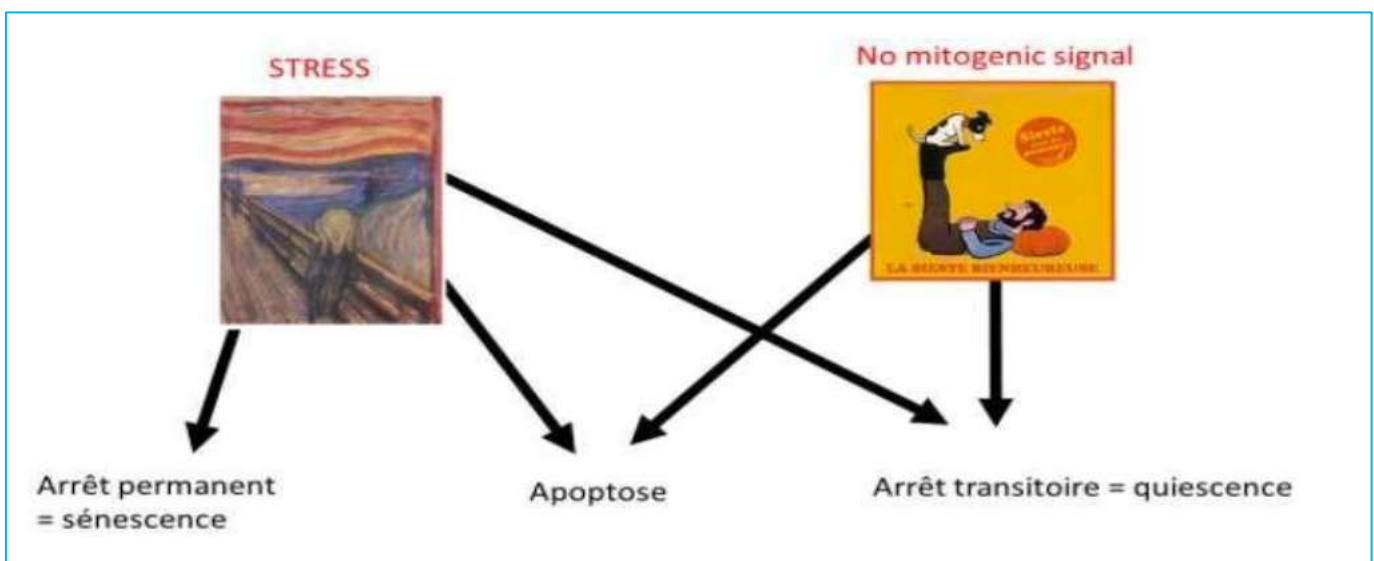 STRESS
No mitogenic signal
Sieste
LA SIESTE BIENHEUREUSE
Arrêt permanent
= sénescence
Apoptose
Arrêt transitoire = quiescence